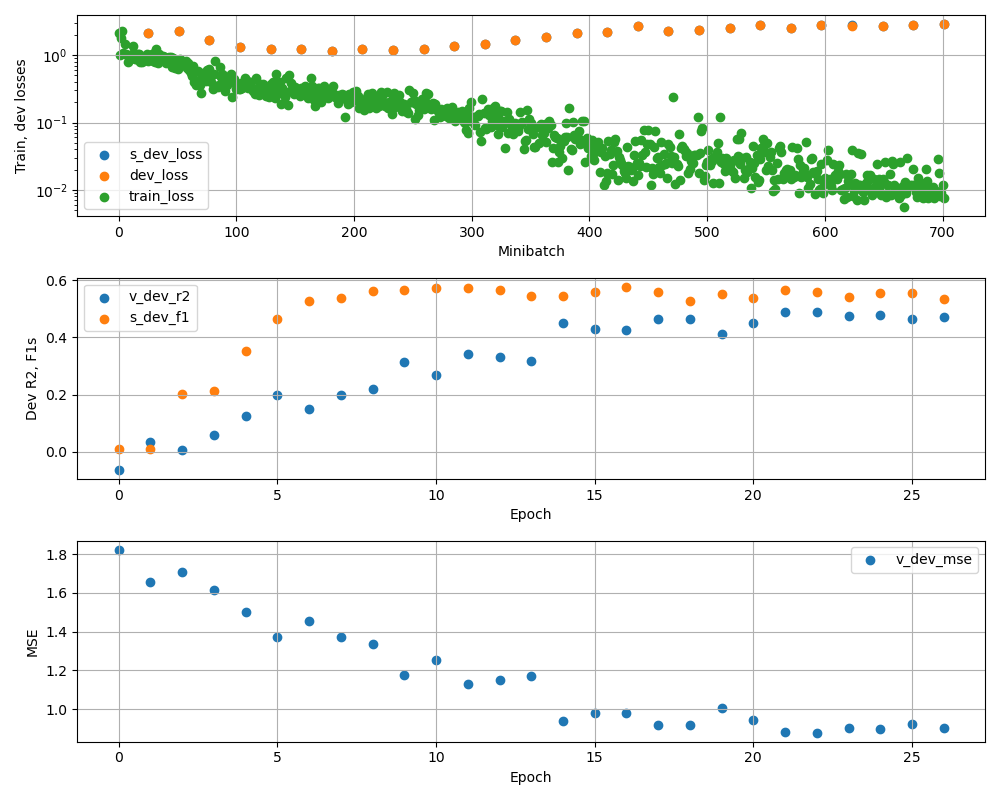 Train, dev losses
10^0
10^-1
10^-2
s_dev_loss
dev_loss
train_loss
0 100 200 300 400 500 600 700
Minibatch
Dev R2, F1s
0.6
0.4
0.2
0.0
v_dev_r2
s_dev_f1
0 5 10 15 20 25
Epoch
MSE
1.8
1.6
1.4
1.2
1.0
v_dev_mse
0 5 10 15 20 25
Epoch